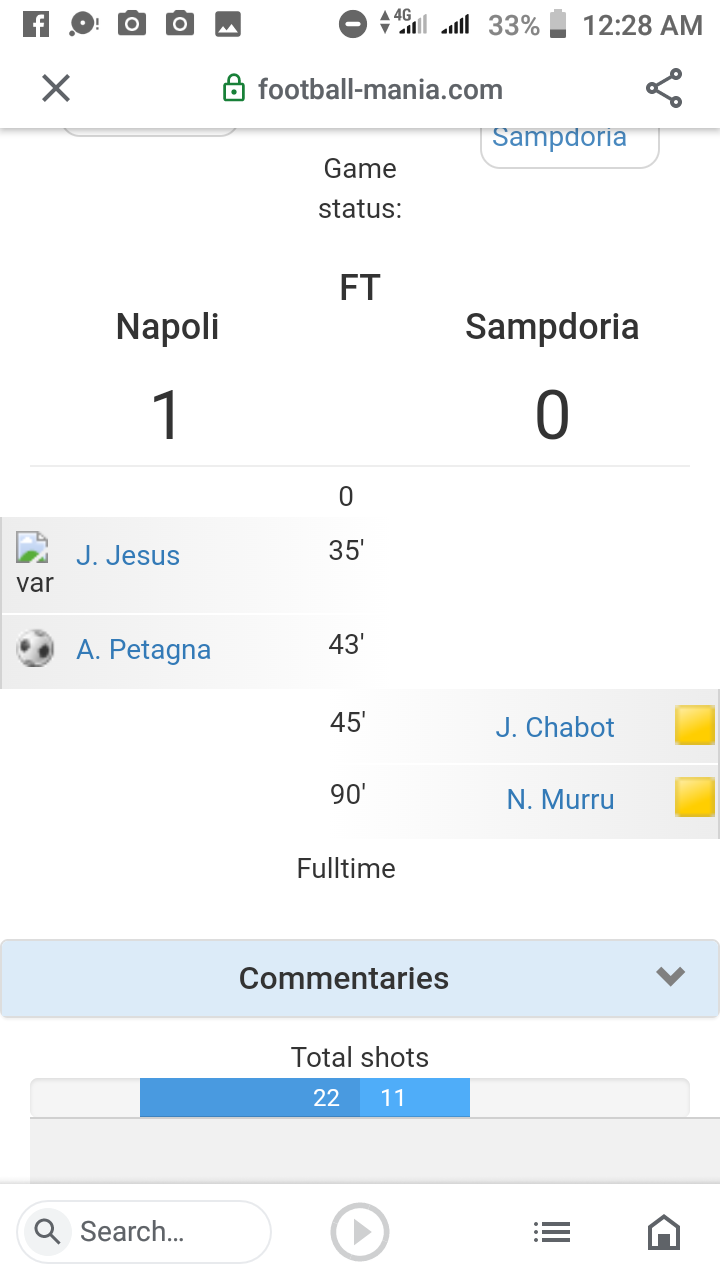 4G
33%
12:28 AM
football-mania.com
Sampdoria
Game
status:
FT
Napoli
Sampdoria
1
0
0
J. Jesus
35'
var
A. Petagna
43'
45'
J. Chabot
90'
N. Murru
Fulltime
Commentaries
Total shots
22
11
Search...